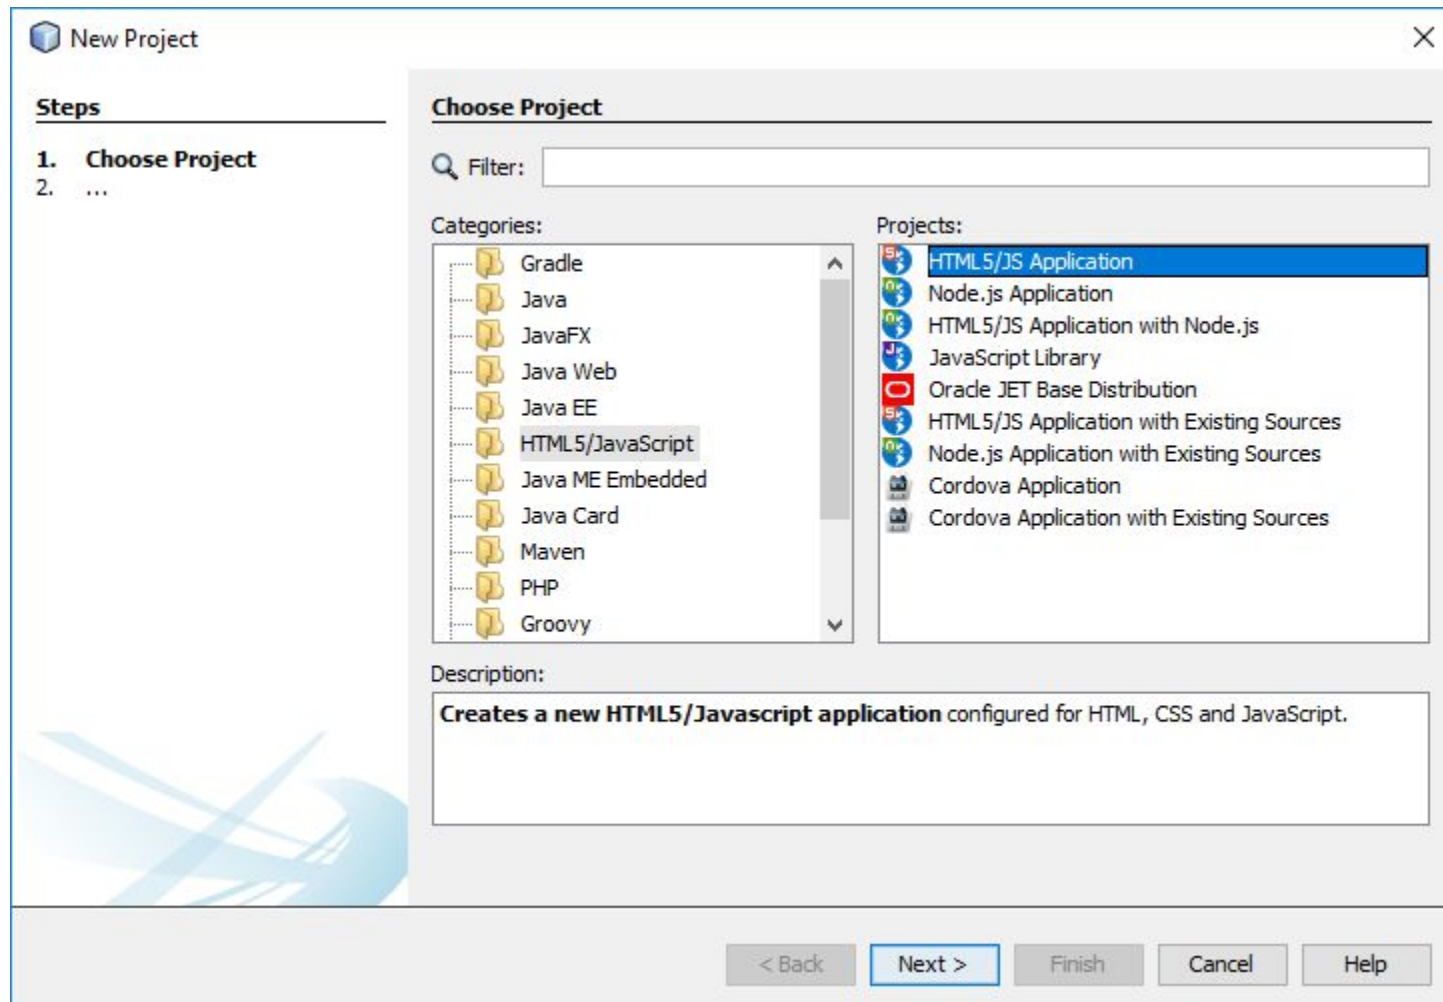 New Project
Steps
1. Choose Project
2. ...
Choose Project
Filter:
Categories:
Gradle
Java
JavaFX
Java Web
Java EE
HTML5/JavaScript
Java ME Embedded
Java Card
Maven
PHP
Groovy
Projects:
HTML5/JS Application
Node.js Application
HTML5/JS Application with Node.js
JavaScript Library
Oracle JET Base Distribution
HTML5/JS Application with Existing Sources
Node.js Application with Existing Sources
Cordova Application
Cordova Application with Existing Sources
Description:
Creates a new HTML5/Javascript application configured for HTML, CSS and JavaScript.
< Back
Next >
Finish
Cancel
Help